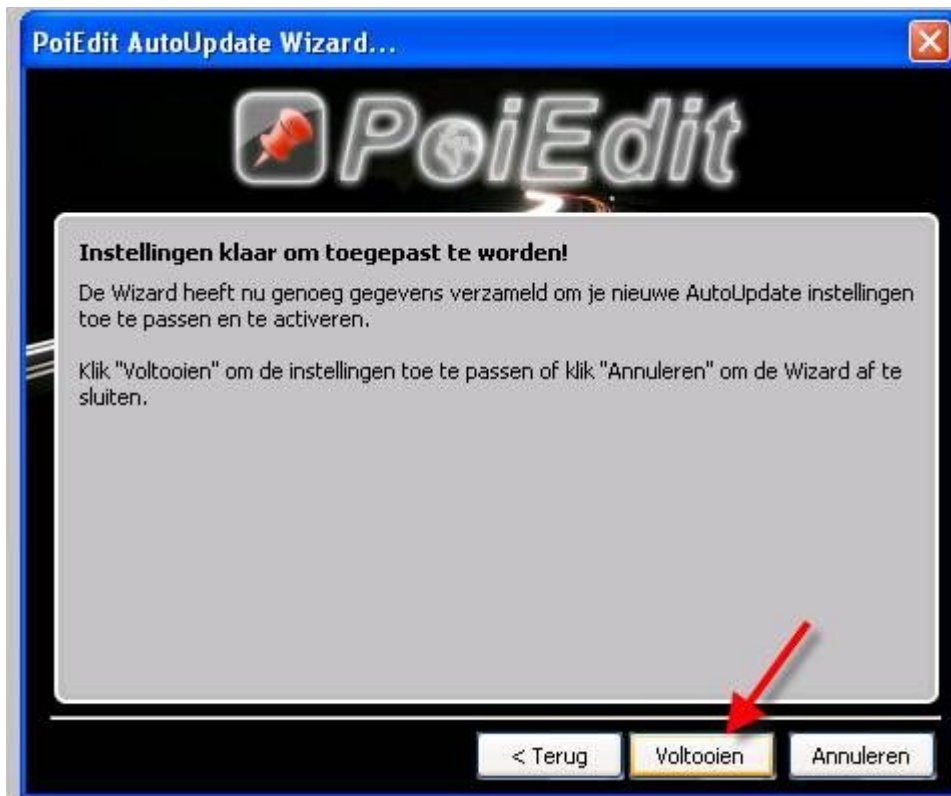 PoiEdit AutoUpdate Wizard...
PoiEdit
Instellingen klaar om toegepast te worden!
De Wizard heeft nu genoeg gegevens verzameld om je nieuwe AutoUpdate instellingen
toe te passen en te activeren.
Klik "Voltooien" om de instellingen toe te passen of klik "Annuleren" om de Wizard af te
sluiten.
< Terug
Voltooien
Annuleren